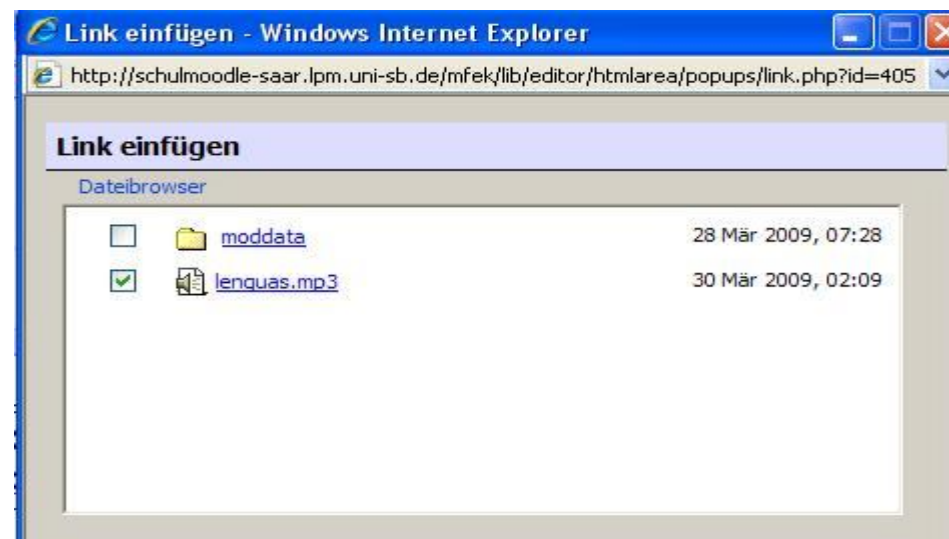 Link einfügen - Windows Internet Explorer
http://schulmoodle-saar.lpm.uni-sb.de/mfek/lib/editor/htmlarea/popups/link.php?id=405
Link einfügen
Dateibrowser
moddata 28 Mär 2009, 07:28
lenguas.mp3 30 Mär 2009, 02:09